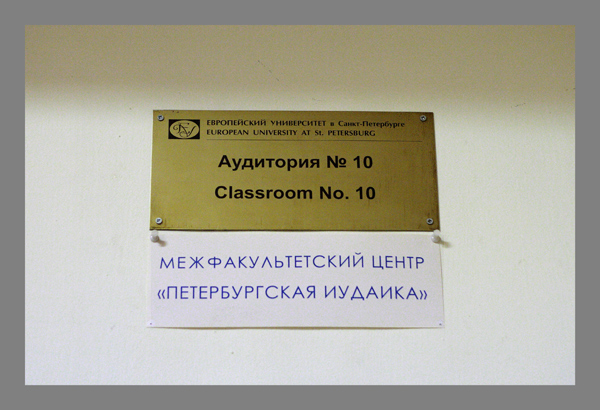 ЕВРОПЕЙСКИЙ УНИВЕРСИТЕТ в Санкт-Петербурге
EUROPEAN UNIVERSITY AT St. PETERSBURG
Аудитория № 10
Classroom No. 10
МЕЖФАКУЛЬТЕТСКИЙ ЦЕНТР
«ПЕТЕРБУРГСКАЯ ИУДАИКА»